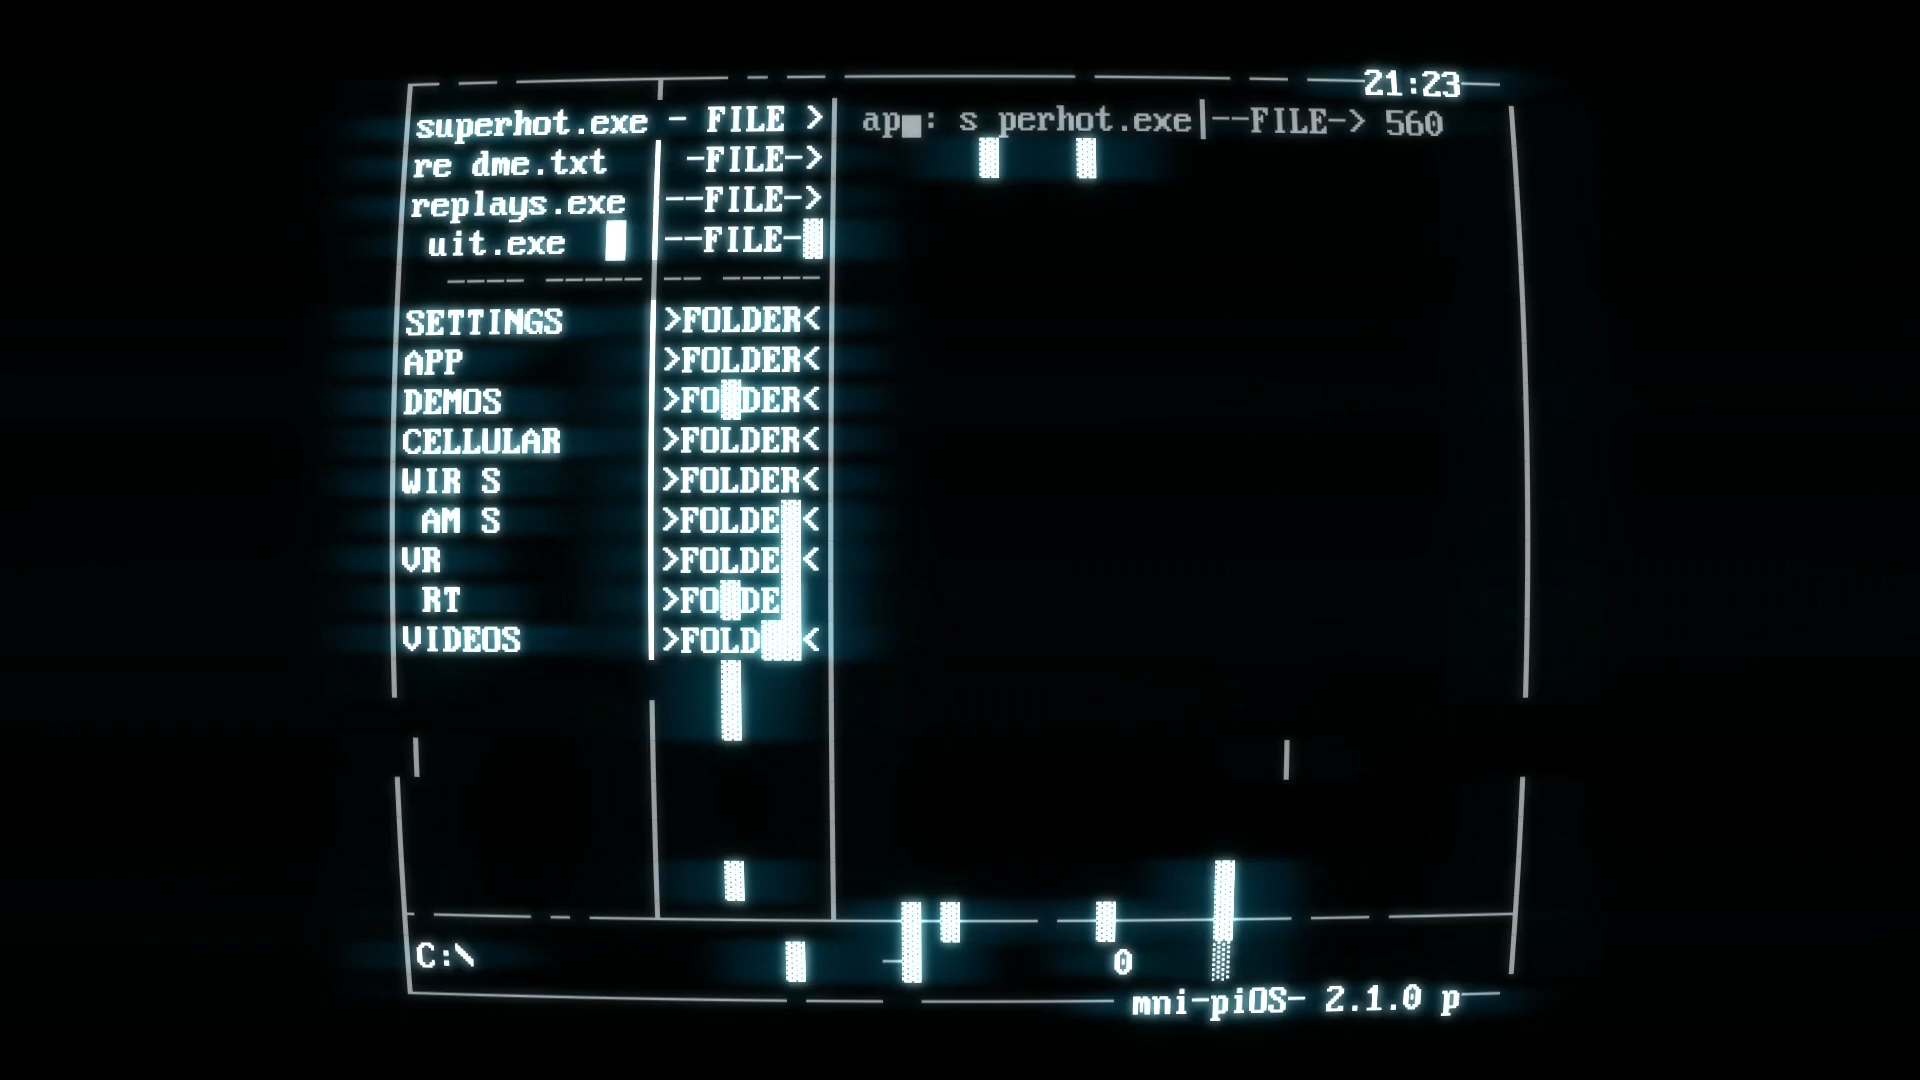 21:23
superhot.exe - FILE > ap : s perhot.exe|--FILE-> 560
re dme.txt -FILE->
replays.exe --FILE->
uit.exe --FILE-
SETTINGS >FOLDER<
APP >FOLDER<
DEMOS >FO DER<
CELLULAR >FOLDER<
WIR S >FOLDER<
AM S >FOLDE <
VR >FOLDE <
RT >FO DE
VIDEOS >FOLD <
C:\ 0
mni-piOS- 2.1.0 p